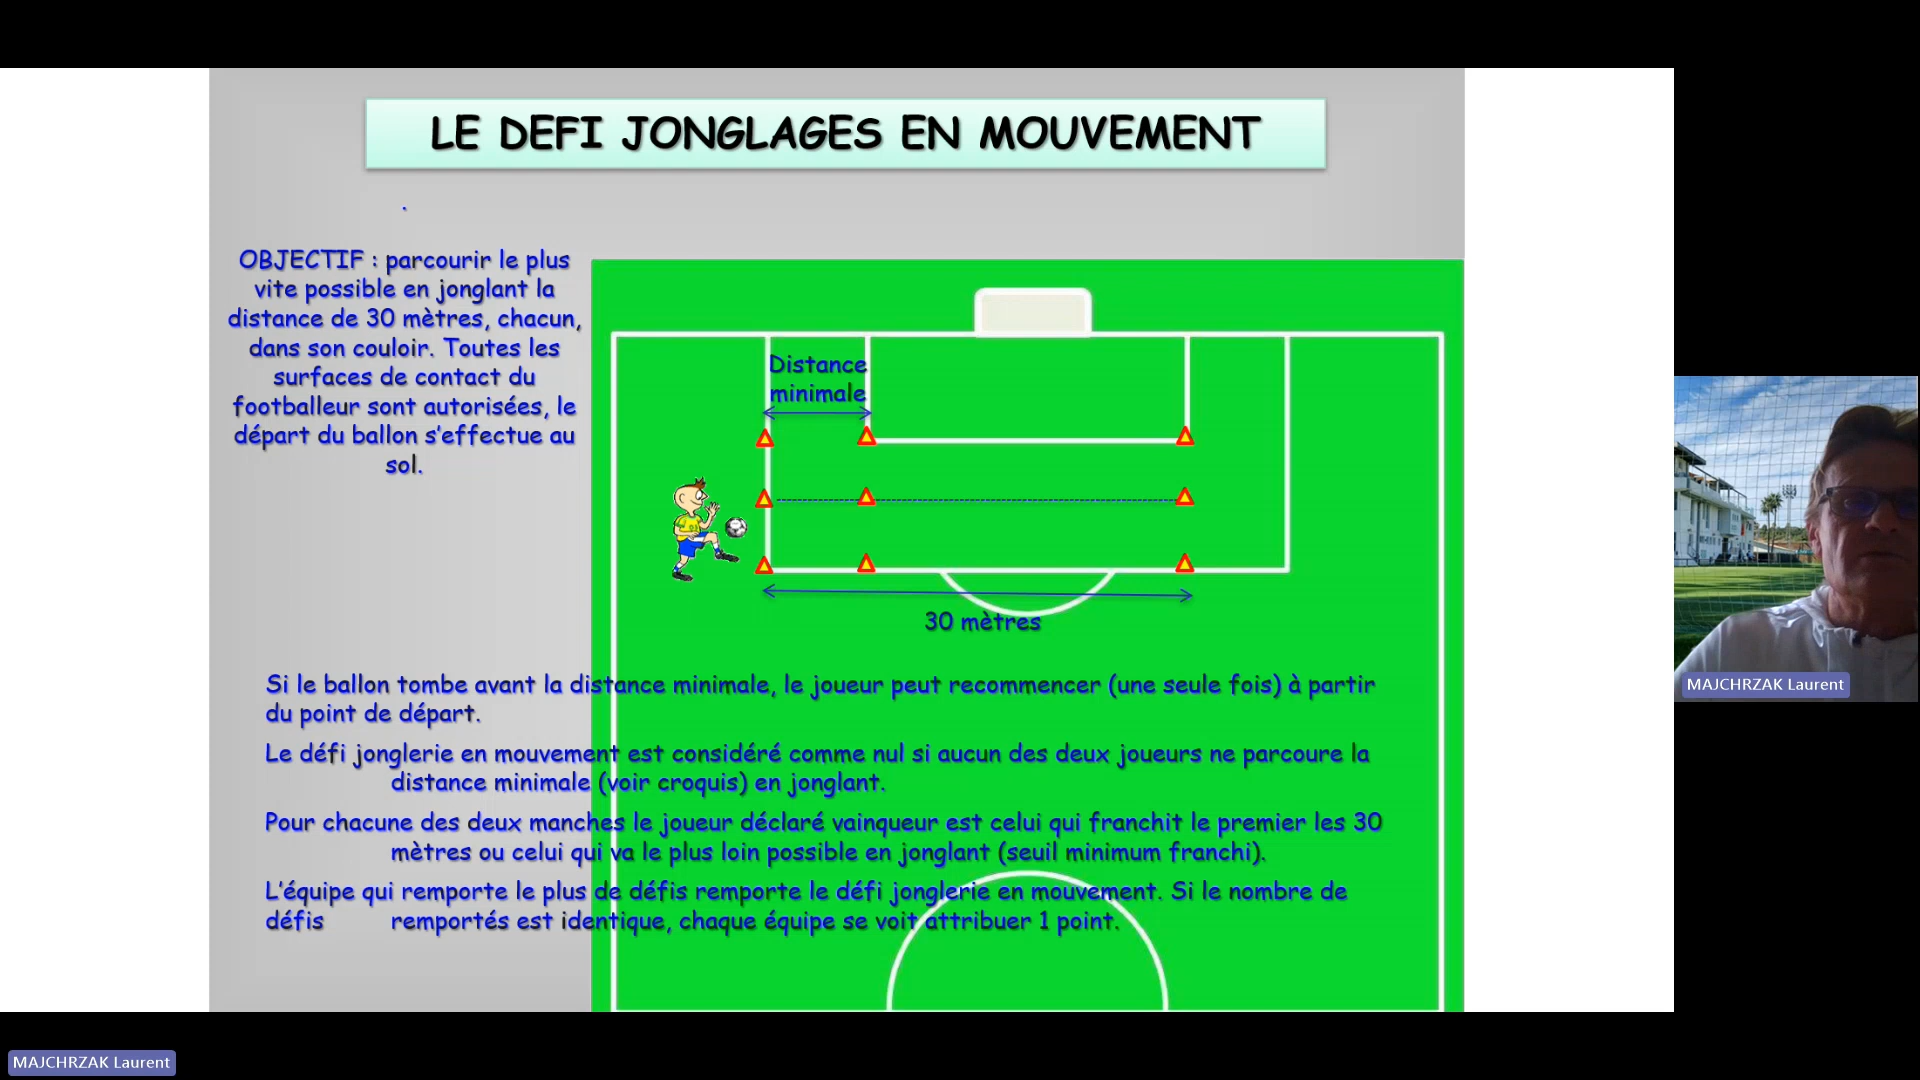 LE DEFI JONGLAGES EN MOUVEMENT
.
OBJECTIF : parcourir le plus
vite possible en jonglant la
distance de 30 mètres, chacun,
dans son couloir. Toutes les
surfaces de contact du
footballeur sont autorisées, le
départ du ballon s’effectue au
sol.
Distance
minimale
30 mètres
Si le ballon tombe avant la distance minimale, le joueur peut recommencer (une seule fois) à partir
du point de départ.
Le défi jonglerie en mouvement est considéré comme nul si aucun des deux joueurs ne parcoure la
distance minimale (voir croquis) en jonglant.
Pour chacune des deux manches le joueur déclaré vainqueur est celui qui franchit le premier les 30
mètres ou celui qui va le plus loin possible en jonglant (seuil minimum franchi).
L’équipe qui remporte le plus de défis remporte le défi jonglerie en mouvement. Si le nombre de
défis remportés est identique, chaque équipe se voit attribuer 1 point.
MAJCHRZAK Laurent
MAJCHRZAK Laurent